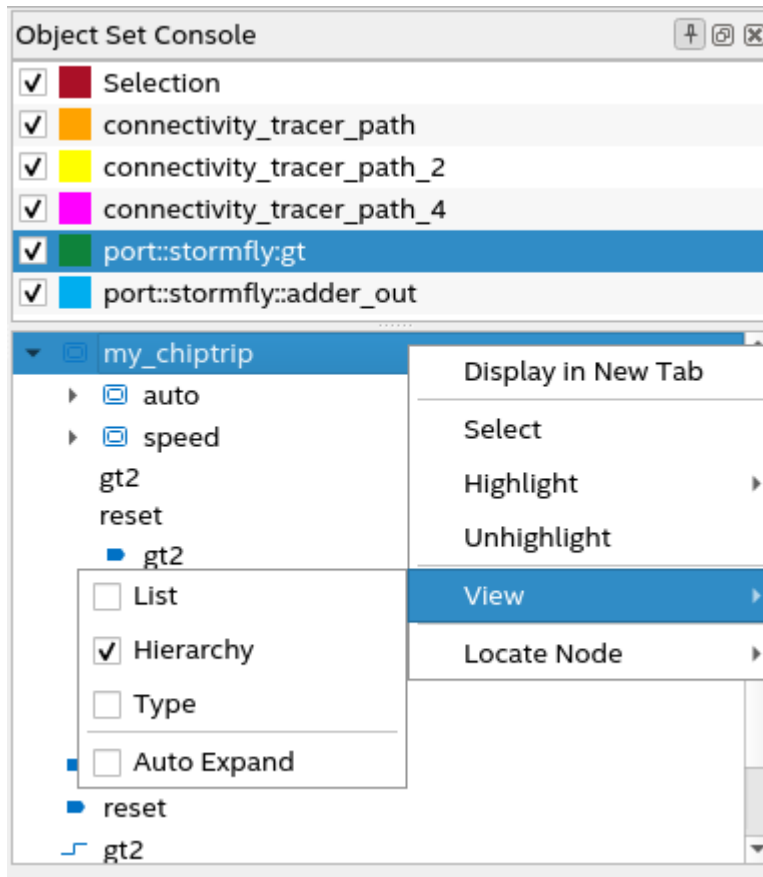 Object Set Console
Selection
connectivity_tracer_path
connectivity_tracer_path_2
connectivity_tracer_path_4
port::stormfly:gt
port::stormfly::adder_out
my_chiptrip
auto
speed
gt2
reset
gt2
Display in New Tab
Select
Highlight
Unhighlight
View
Locate Node
List
Hierarchy
Type
Auto Expand
reset
gt2